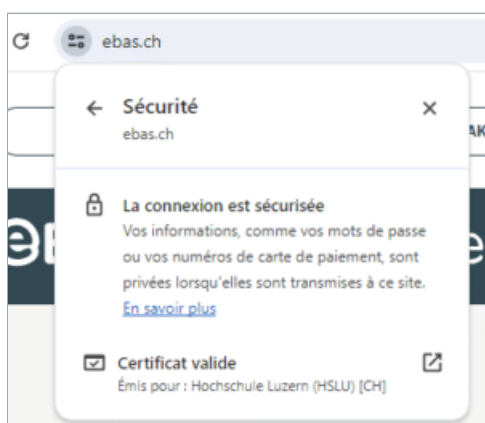 ebas.ch
Sécurité
ebas.ch
AK
La connexion est sécurisée
Vos informations, comme vos mots de passe
ou vos numéros de carte de paiement, sont
privées lorsqu'elles sont transmises à ce site.
En savoir plus
Certificat valide
Émis pour : Hochschule Luzern (HSLU) [CH]